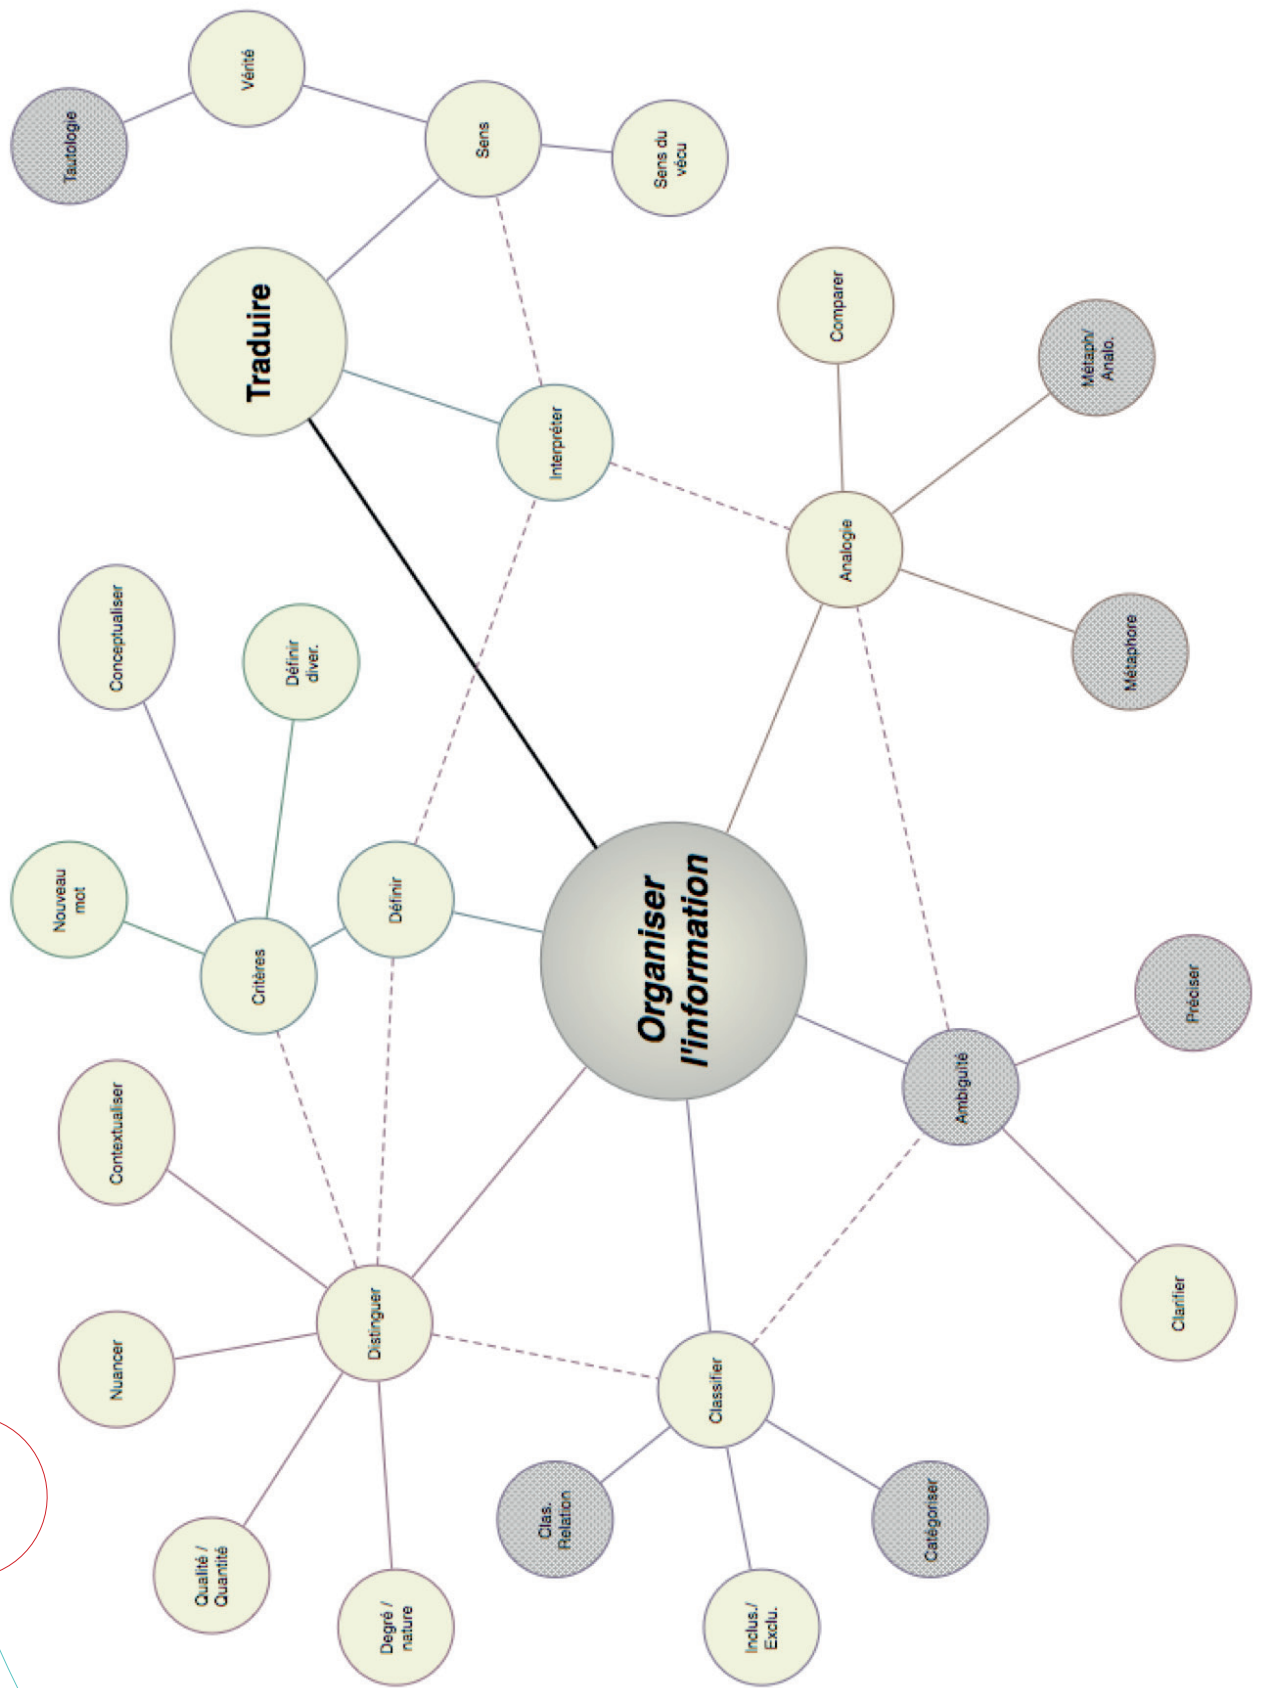 Nouveau
mot
Tautologie
Nuancer
Contextualiser
Conceptualiser
Qualité /
Quantité
Vérité
Critères
Traduire
Définir
diver.
Degré /
nature
Distinguer
Définir
Sens
Clas.
Relation
Interpréter
Organiser
l'information
Sens du
vécu
Classifier
Inclus./
Exclu.
Analogie
Comparer
Catégoriser
Ambiguïté
Métaph/
Analo.
Métaphore
Clarifier
Préciser